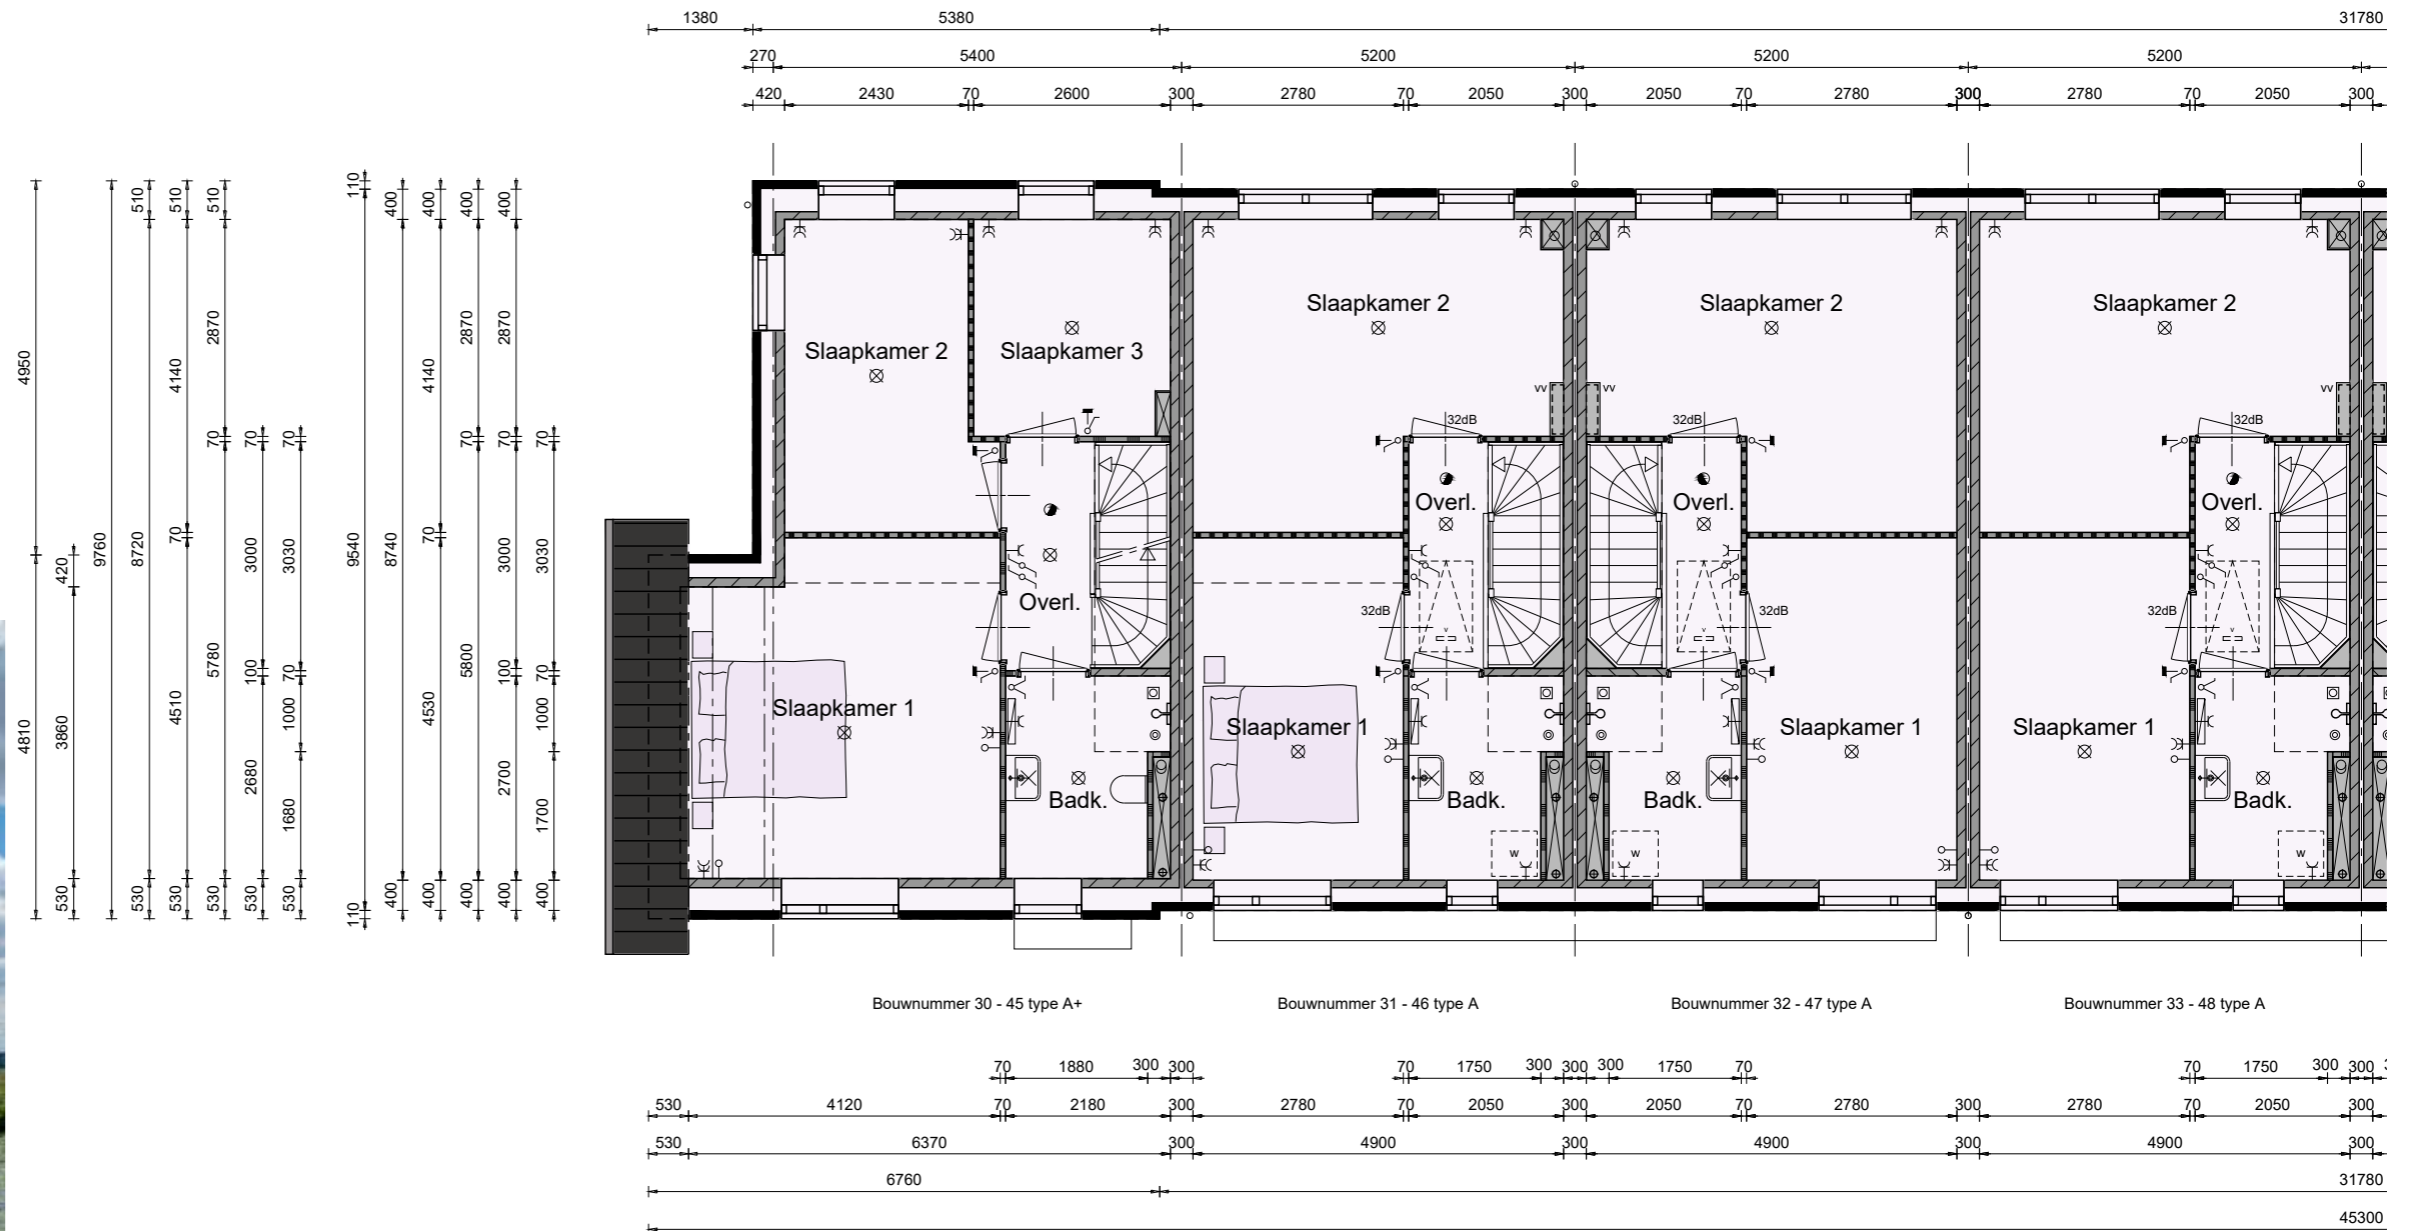 1380 5380 31780
270 5400 5200 5200 5200
420 2430 70 2600 300 2780 70 2050 300 2050 70 2780 300 2780 70 2050 300
4950 4810
420 3860 530
9760
510 8720 530
510 4140 70 4510 530
510 2870 70 5780 530
70 3000 100 2680 530
70 3030 70 1000 1680 530
110 9540 110
400 8740 400
400 4140 70 4530 400
400 2870 70 5800 400
400 2870 70 3000 100 2700 400
70 3030 70 1000 1700 400
Slaapkamer 2 Slaapkamer 2 Slaapkamer 2
Slaapkamer 2 Slaapkamer 3
vv vv vv
32dB 32dB 32dB
Overl. Overl. Overl.
Overl.
32dB 32dB 32dB
v v v
Slaapkamer 1 Slaapkamer 1 Slaapkamer 1 Slaapkamer 1
Badk. Badk. Badk. Badk.
w w w
Bouwnummer 30 - 45 type A+ Bouwnummer 31 - 46 type A Bouwnummer 32 - 47 type A Bouwnummer 33 - 48 type A
70 1880 300 300 70 1750 300 300 300 1750 70 70 1750 300 300
530 4120 70 2180 300 2780 70 2050 300 2050 70 2780 300 2780 70 2050 300
530 6370 300 4900 300 4900 300 4900 300
6760 31780
45300